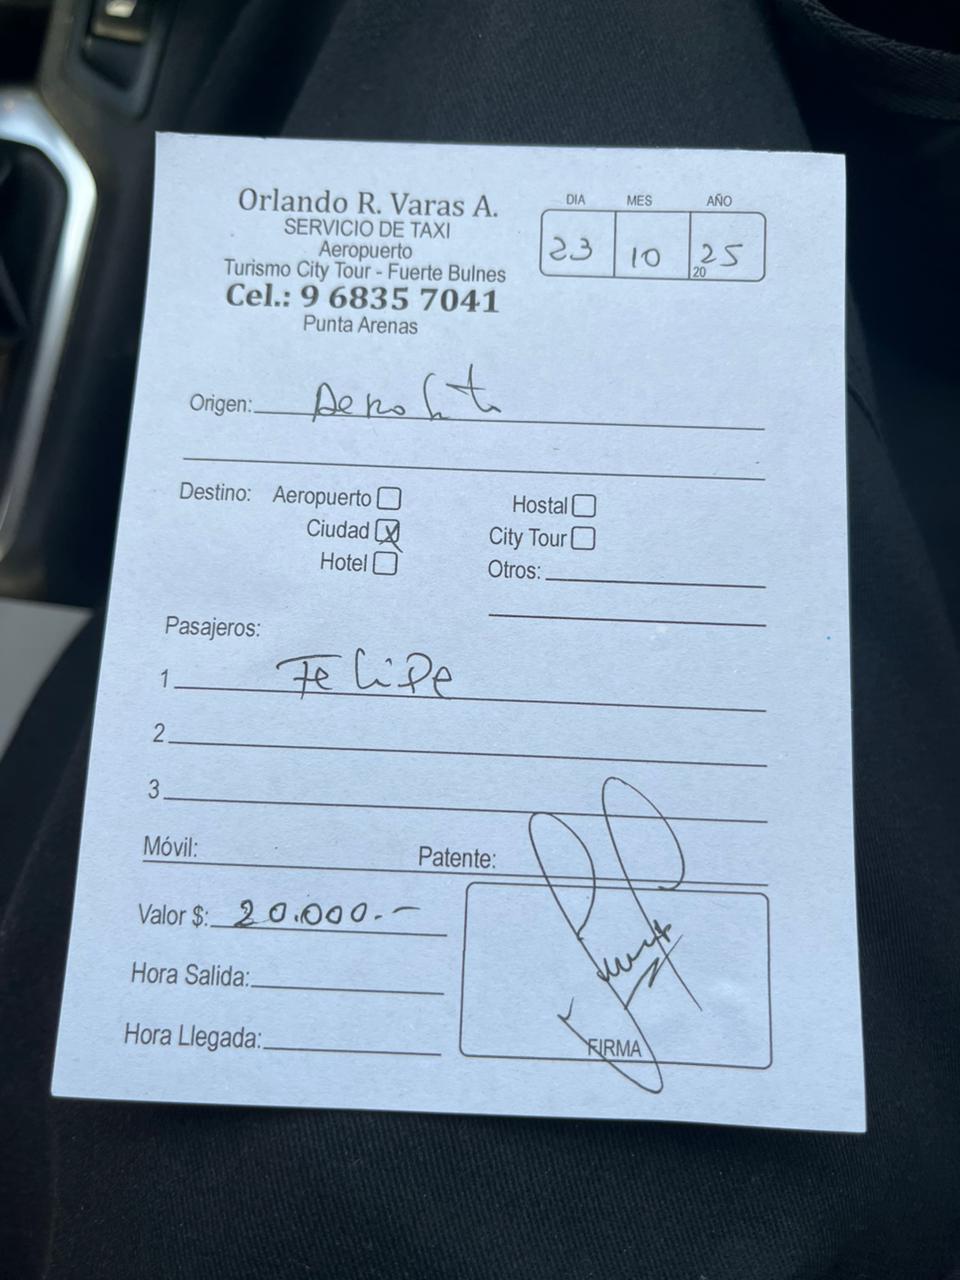 Orlando R. Varas A.
SERVICIO DE TAXI
Aeropuerto
Turismo City Tour - Fuerte Bulnes
Cel.: 9 6835 7041
Punta Arenas
DIA MES AÑO
23 10 2025
Origen:
Destino: Aeropuerto
Ciudad X
Hotel
Hostal
City Tour
Otros:
Pasajeros:
1 Felipe
2
3
Móvil: Patente:
Valor $: 20.000.-
Hora Salida:
Hora Llegada:
FIRMA